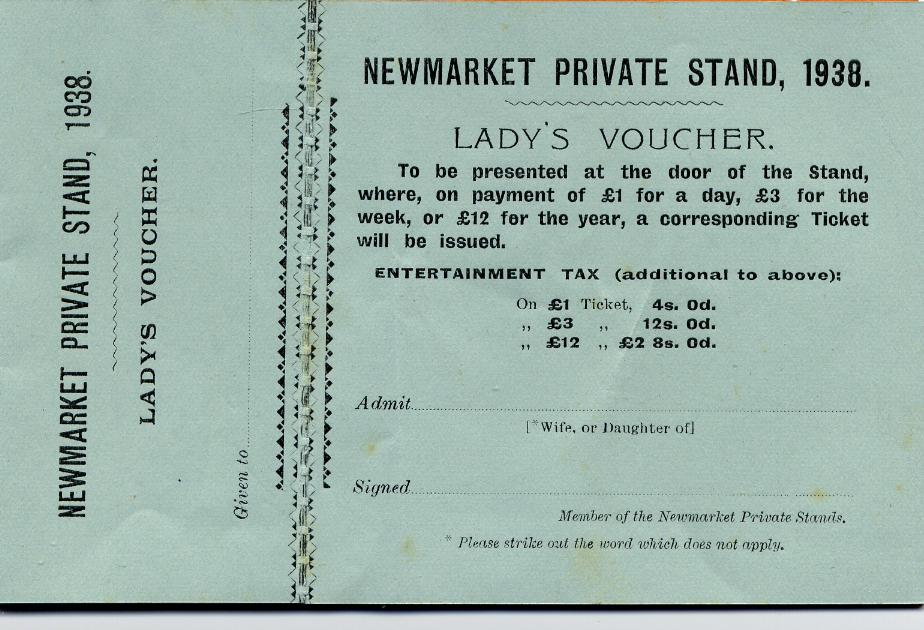 NEWMARKET PRIVATE STAND, 1938.
LADY'S VOUCHER.
Given to
NEWMARKET PRIVATE STAND, 1938.
LADY'S VOUCHER.
To be presented at the door of the Stand,
where, on payment of £1 for a day, £3 for the
week, or £12 for the year, a corresponding Ticket
will be issued.
ENTERTAINMENT TAX (additional to above):
On £1 Ticket, 4s. 0d.
,, £3 ,, 12s. 0d.
,, £12 ,, £2 8s. 0d.
Admit
[*Wife, or Daughter of]
Signed
Member of the Newmarket Private Stands.
* Please strike out the word which does not apply.